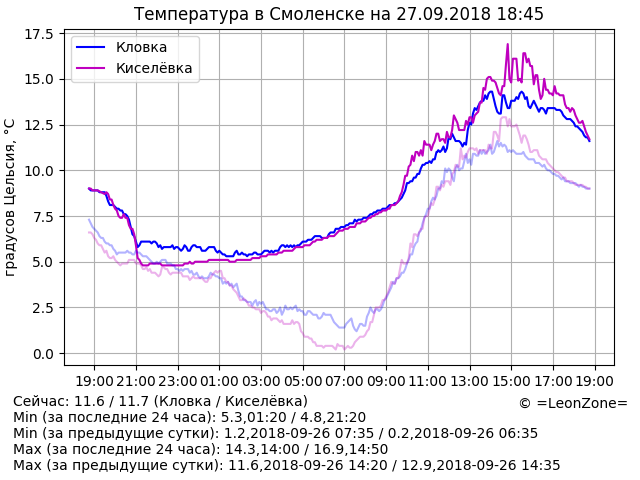 Температура в Смоленске на 27.09.2018 18:45
17.5
15.0
12.5
10.0
7.5
5.0
2.5
0.0
градусов Цельсия, °C
Кловка
Киселёвка
19:00 21:00 23:00 01:00 03:00 05:00 07:00 09:00 11:00 13:00 15:00 17:00 19:00
Сейчас: 11.6 / 11.7 (Кловка / Киселёвка)
© =LeonZone=
Min (за последние 24 часа): 5.3,01:20 / 4.8,21:20
Min (за предыдущие сутки): 1.2,2018-09-26 07:35 / 0.2,2018-09-26 06:35
Max (за последние 24 часа): 14.3,14:00 / 16.9,14:50
Max (за предыдущие сутки): 11.6,2018-09-26 14:20 / 12.9,2018-09-26 14:35